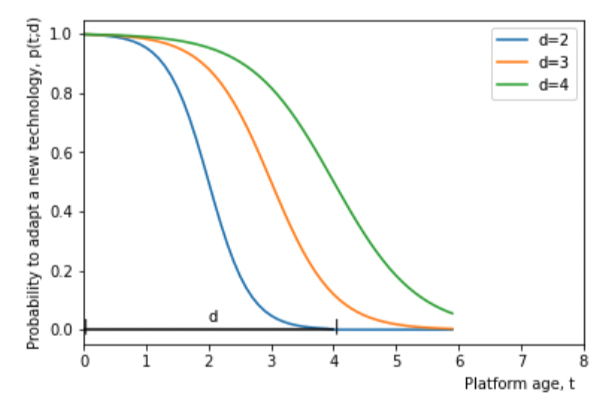 Probability to adapt a new technology, p(t;d)
1.0
0.8
0.6
0.4
0.2
0.0
d=2
d=3
d=4
d
0 1 2 3 4 5 6 7 8
Platform age, t